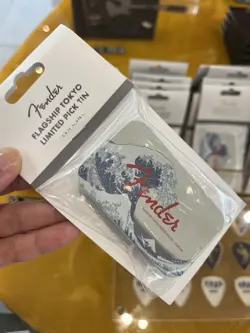 Fender
FLAGSHIP TOKYO
LIMITED PICK TIN
Fender